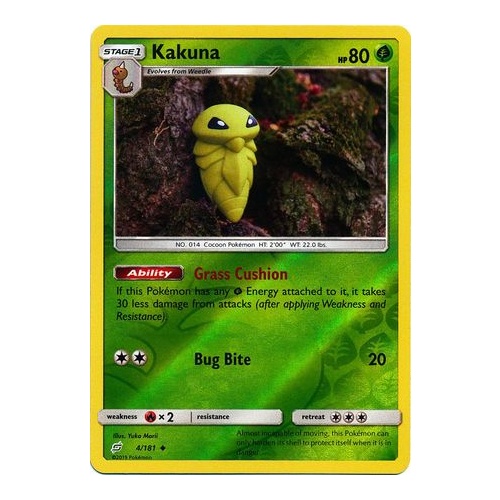 STAGE1 Kakuna HP 80
Evolves from Weedle
NO. 014 Cocoon Pokémon HT: 2'00" WT: 22.0 lbs.
Ability Grass Cushion
If this Pokémon has any Energy attached to it, it takes
30 less damage from attacks (after applying Weakness and
Resistance).
Bug Bite 20
weakness × 2 resistance retreat
Illus. Yuka Morii
4/181
©2019 Pokémon
Almost incapable of moving, this Pokémon can
only harden its shell to protect itself when it is in danger.